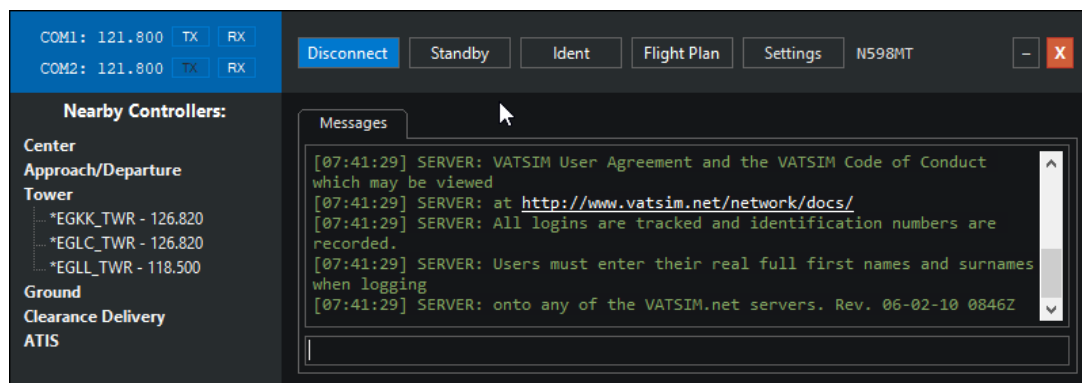 COM1: 121.800 TX RX
COM2: 121.800 TX RX
Disconnect Standby Ident Flight Plan Settings N598MT – X
Nearby Controllers:
Center
Approach/Departure
Tower
*EGKK_TWR - 126.820
*EGLC_TWR - 126.820
*EGLL_TWR - 118.500
Ground
Clearance Delivery
ATIS
Messages
[07:41:29] SERVER: VATSIM User Agreement and the VATSIM Code of Conduct
which may be viewed
[07:41:29] SERVER: at http://www.vatsim.net/network/docs/
[07:41:29] SERVER: All logins are tracked and identification numbers are
recorded.
[07:41:29] SERVER: Users must enter their real full first names and surnames
when logging
[07:41:29] SERVER: onto any of the VATSIM.net servers. Rev. 06-02-10 0846Z